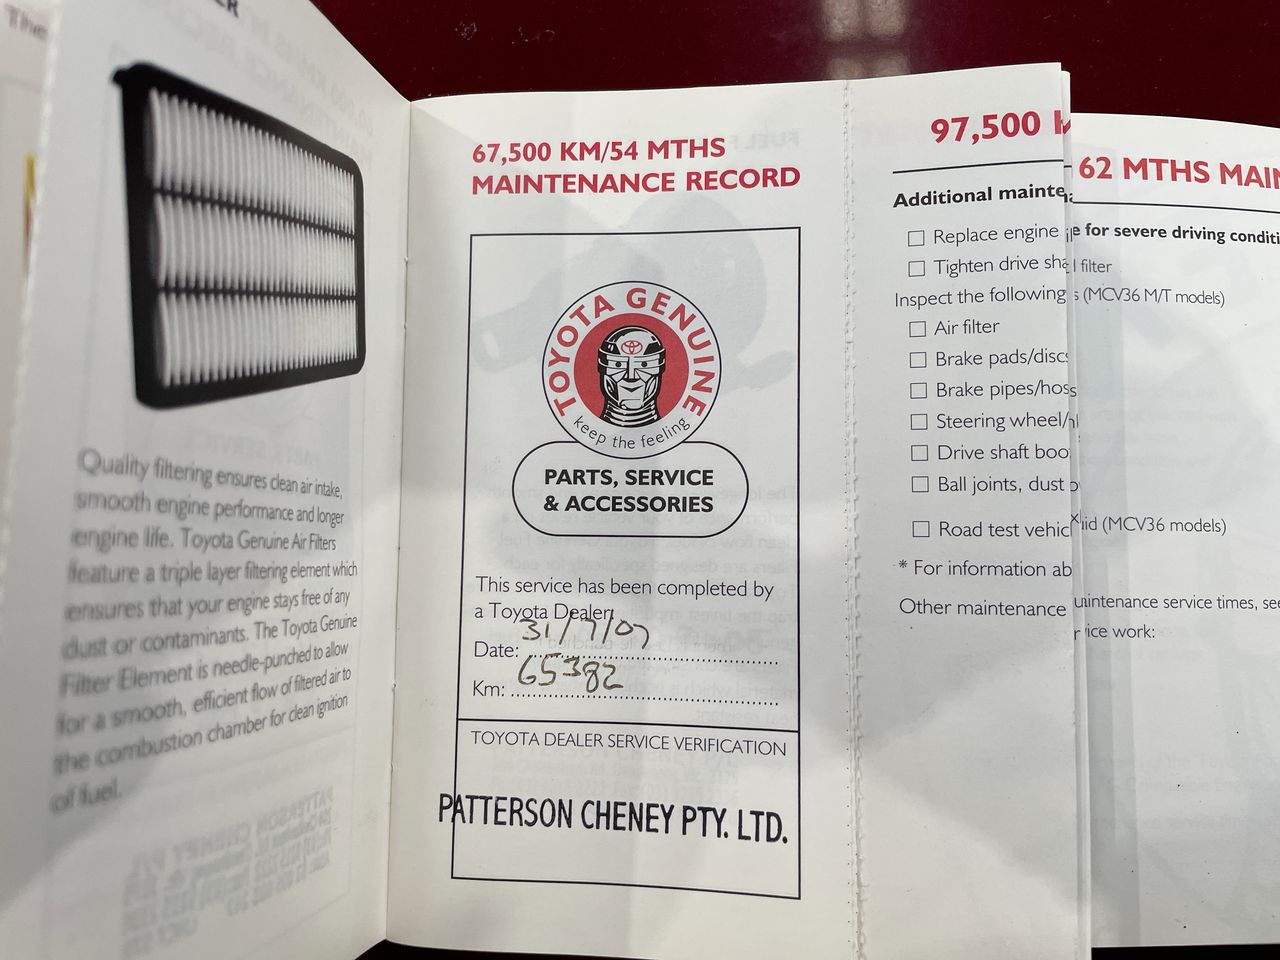 The
ER
Quality filtering ensures clean air intake,
smooth engine performance and longer
engine life. Toyota Genuine Air Filters
feature a triple layer filtering element which
ensures that your engine stays free of any
dust or contaminants. The Toyota Genuine
Filter Element is needle-punched to allow
for a smooth, efficient flow of filtered air to
the combustion chamber for clean ignition
of fuel.
67,500 KM/54 MTHS
MAINTENANCE RECORD
TOYOTA GENUINE
keep the feeling
PARTS, SERVICE
& ACCESSORIES
This service has been completed by
a Toyota Dealer.
Date: 31/7/07
Km: 65382
TOYOTA DEALER SERVICE VERIFICATION
PATTERSON CHENEY PTY. LTD.
97,500
Additional mainte
Replace engine
Tighten drive sha
Inspect the following
Air filter
Brake pads/discs
Brake pipes/hos
Steering wheel/
Drive shaft boo
Ball joints, dust
Road test vehic
* For information ab
Other maintenance
62 MTHS MAI
e for severe driving conditi
l filter
s (MCV36 M/T models)
uid (MCV36 models)
uintenance service times, see
ice work: